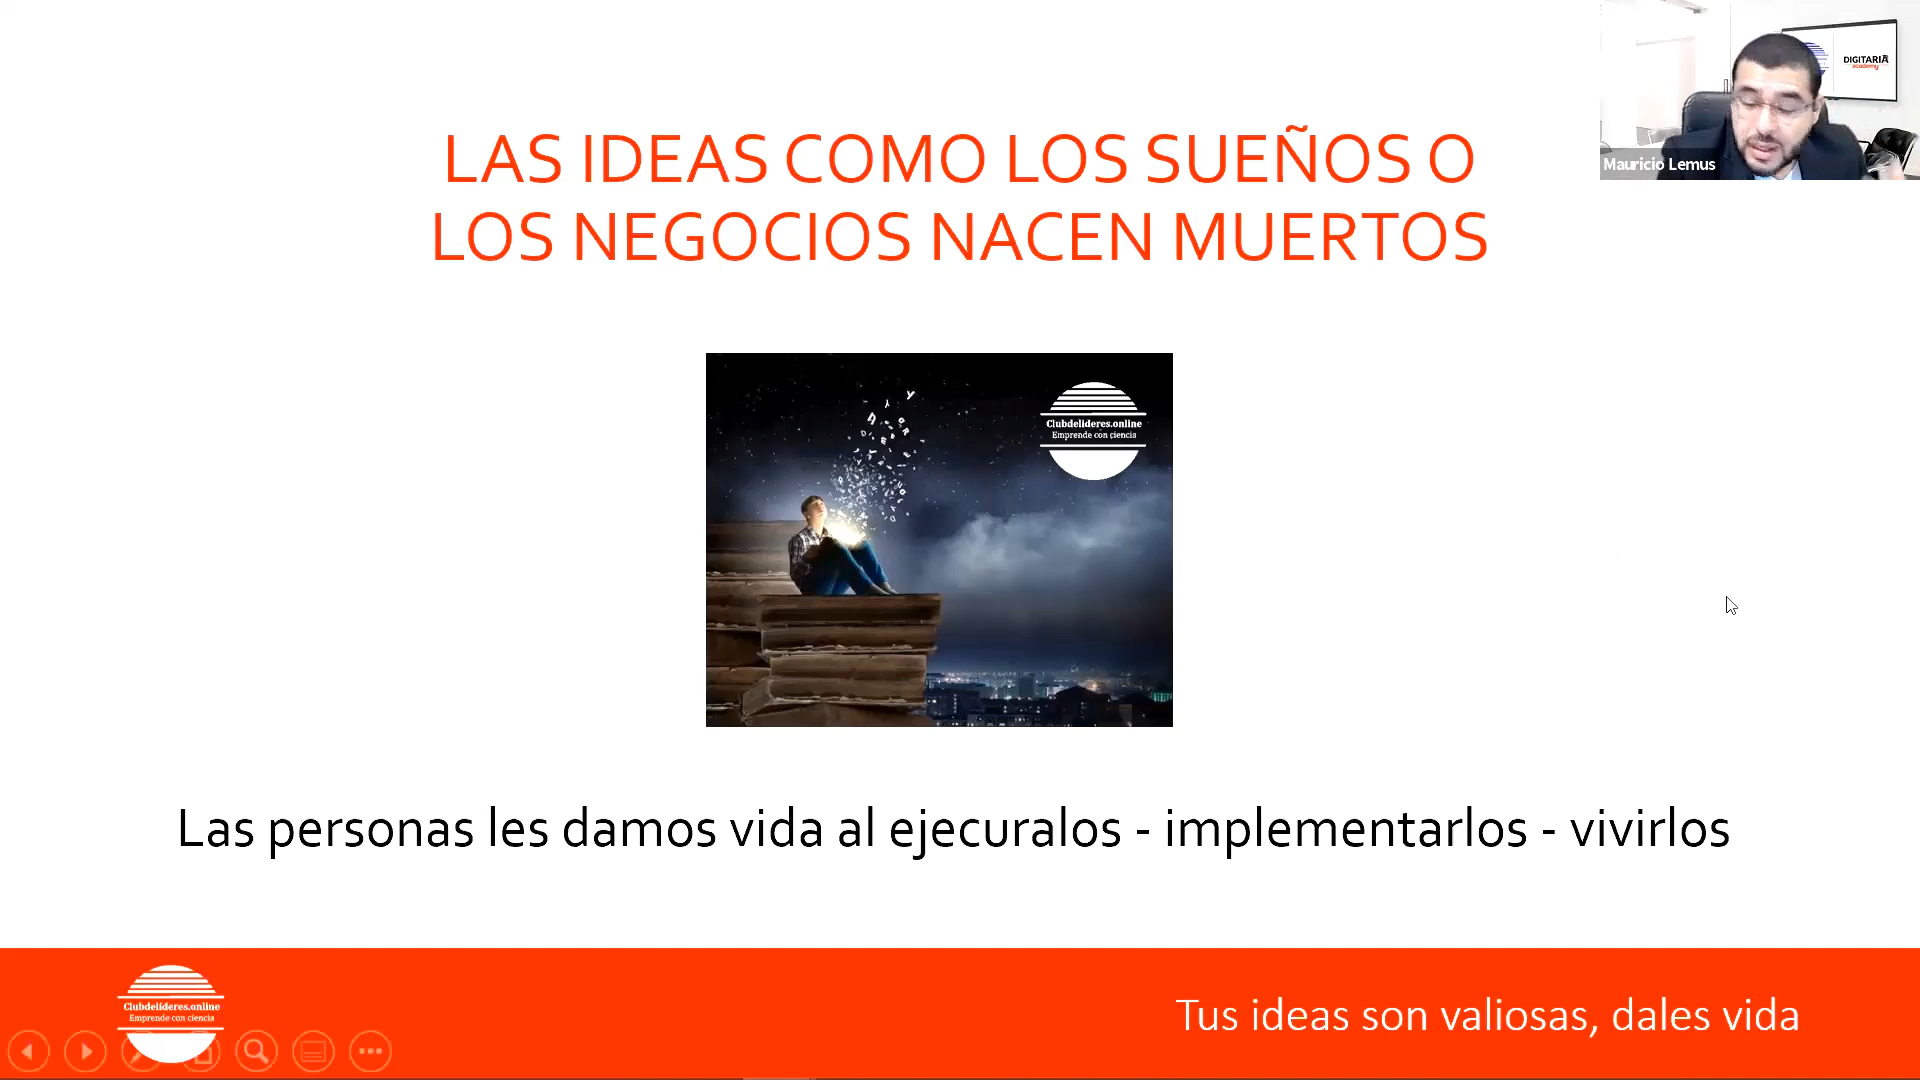 DIGITARIA
academy
Mauricio Lemus
LAS IDEAS COMO LOS SUEÑOS O
LOS NEGOCIOS NACEN MUERTOS
Clubdelideres.online
Emprende con ciencia
Las personas les damos vida al ejecuralos - implementarlos - vivirlos
Clubdelideres.online
Emprende con ciencia
Tus ideas son valiosas, dales vida